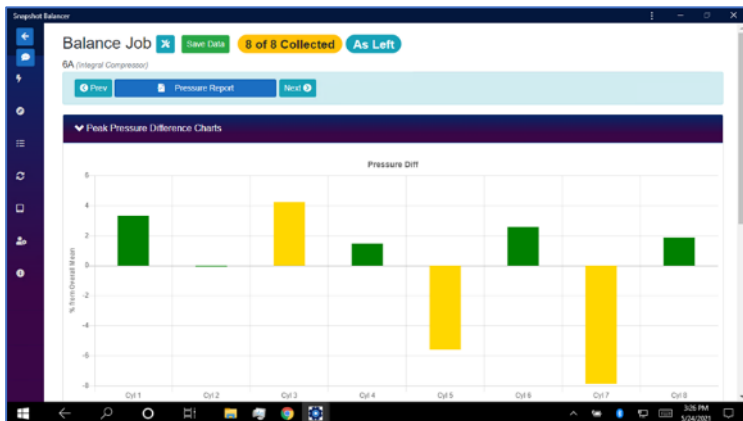 Snapshot Balancer
Balance Job Save Data 8 of 8 Collected As Left
6A (Integral Compressor)
Prev Pressure Report Next
Peak Pressure Difference Charts
Pressure Diff
% from Overall Mean
6
4
2
0
-2
-4
-6
-8
Cyl 1 Cyl 2 Cyl 3 Cyl 4 Cyl 5 Cyl 6 Cyl 7 Cyl 8
3:26 PM
5/24/2021